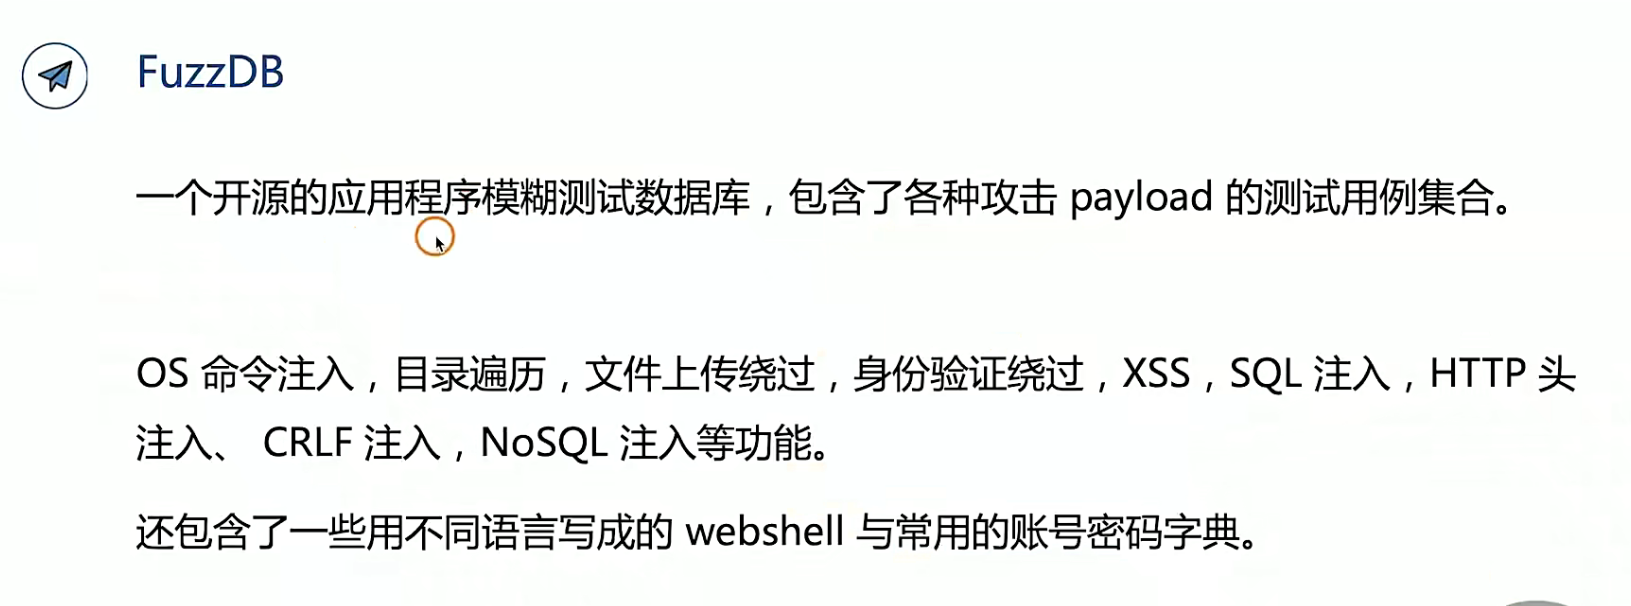 FuzzDB
一个开源的应用程序模糊测试数据库，包含了各种攻击 payload 的测试用例集合。
OS 命令注入，目录遍历，文件上传绕过，身份验证绕过，XSS，SQL 注入，HTTP 头
注入、 CRLF 注入，NoSQL 注入等功能。
还包含了一些用不同语言写成的 webshell 与常用的账号密码字典。